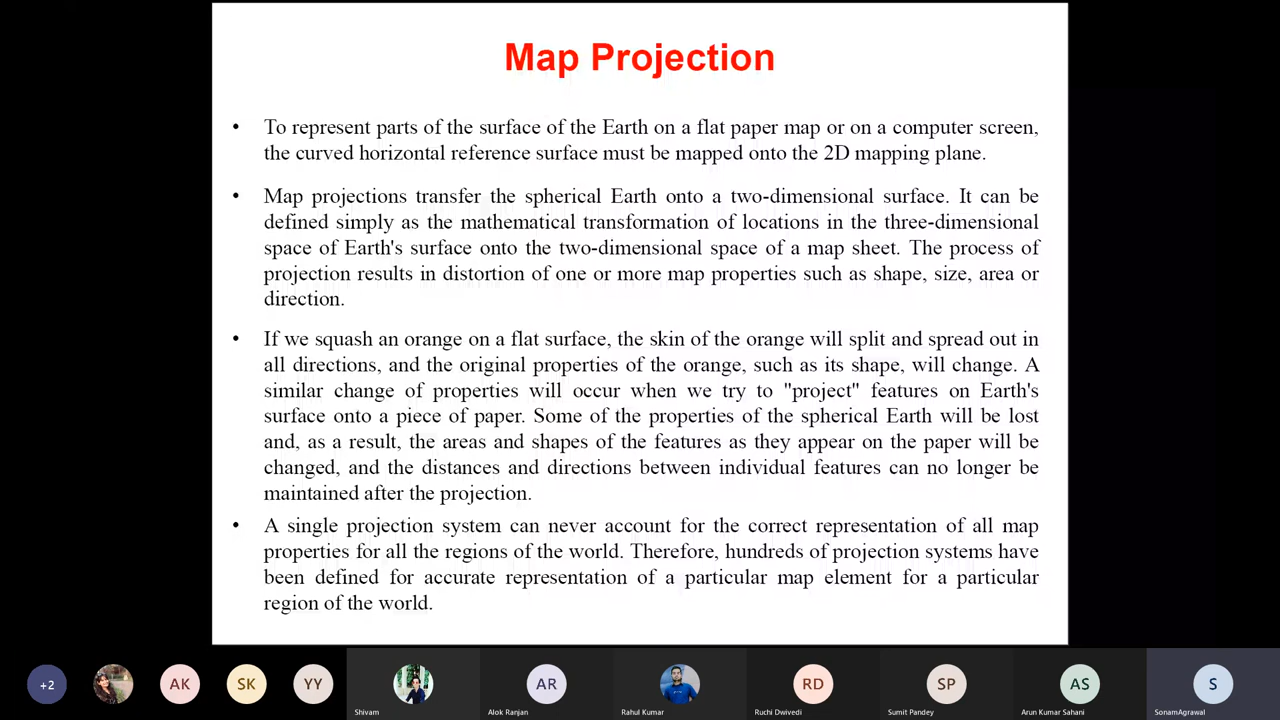 Map Projection
• To represent parts of the surface of the Earth on a flat paper map or on a computer screen,
the curved horizontal reference surface must be mapped onto the 2D mapping plane.
• Map projections transfer the spherical Earth onto a two-dimensional surface. It can be
defined simply as the mathematical transformation of locations in the three-dimensional
space of Earth's surface onto the two-dimensional space of a map sheet. The process of
projection results in distortion of one or more map properties such as shape, size, area or
direction.
• If we squash an orange on a flat surface, the skin of the orange will split and spread out in
all directions, and the original properties of the orange, such as its shape, will change. A
similar change of properties will occur when we try to "project" features on Earth's
surface onto a piece of paper. Some of the properties of the spherical Earth will be lost
and, as a result, the areas and shapes of the features as they appear on the paper will be
changed, and the distances and directions between individual features can no longer be
maintained after the projection.
• A single projection system can never account for the correct representation of all map
properties for all the regions of the world. Therefore, hundreds of projection systems have
been defined for accurate representation of a particular map element for a particular
region of the world.
+2 AK SK YY AR RD SP AS S
Shivam Alok Ranjan Rahul Kumar Ruchi Dwivedi Sumit Pandey Arun Kumar Sahani SonamAgrawal